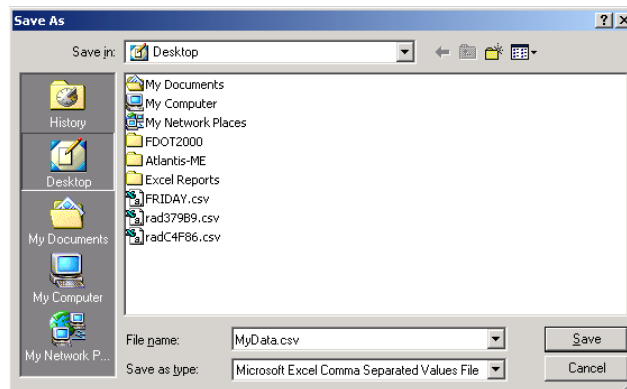 Save As
Save in: Desktop
History
Desktop
My Documents
My Computer
My Network P...
My Documents
My Computer
My Network Places
FDOT2000
Atlantis-ME
Excel Reports
FRIDAY.csv
rad379B9.csv
radC4F86.csv
File name: MyData.csv Save
Save as type: Microsoft Excel Comma Separated Values File Cancel